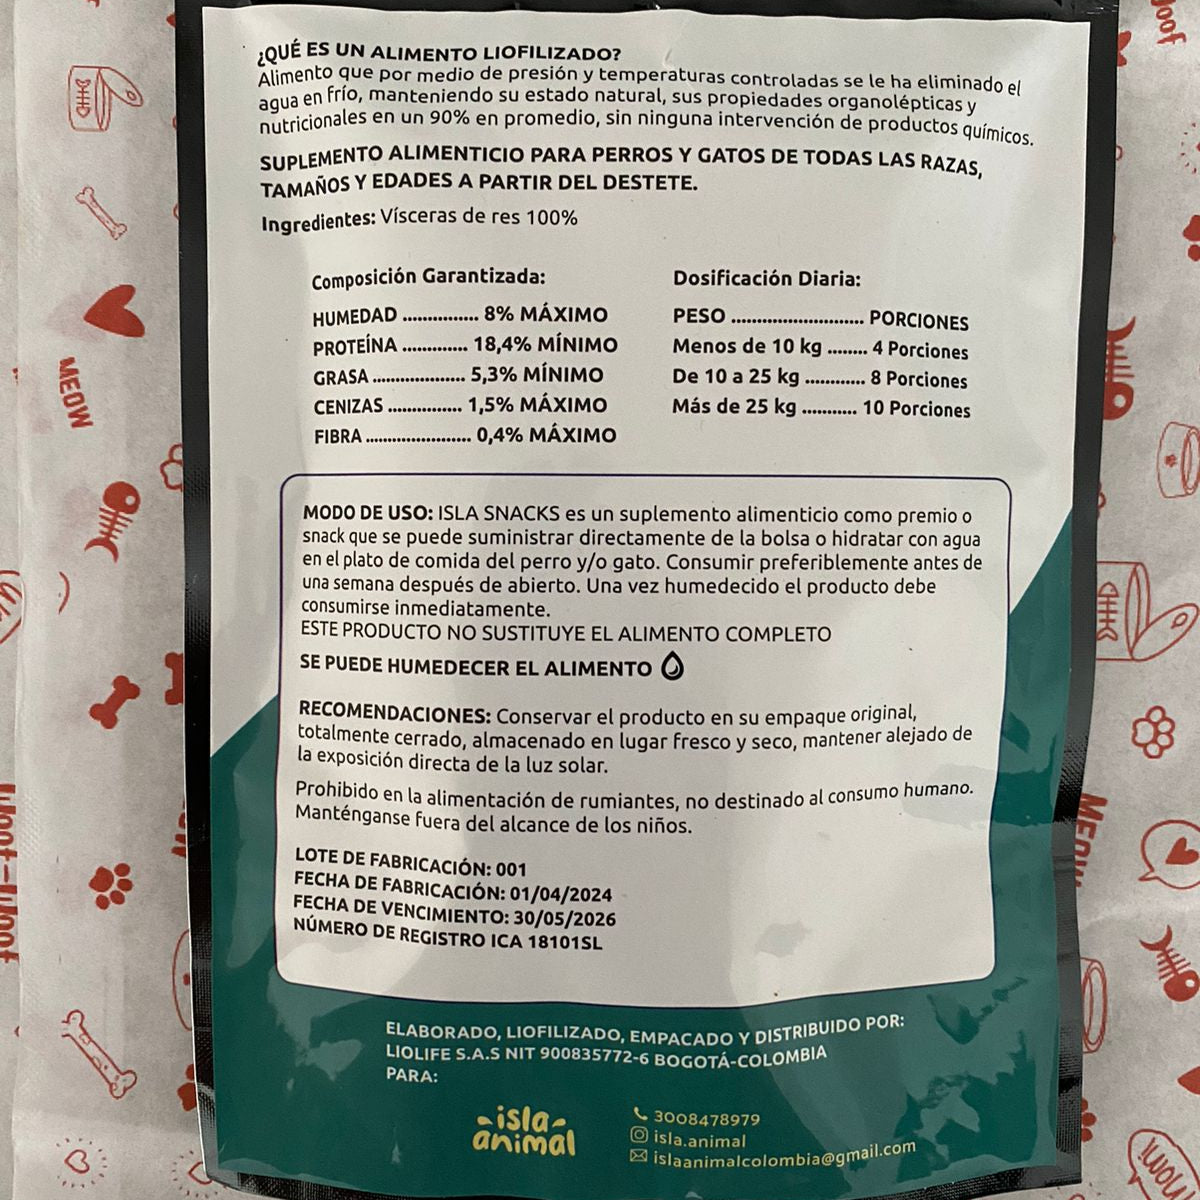 ¿QUÉ ES UN ALIMENTO LIOFILIZADO?
Alimento que por medio de presión y temperaturas controladas se le ha eliminado el
agua en frío, manteniendo su estado natural, sus propiedades organolépticas y
nutricionales en un 90% en promedio, sin ninguna intervención de productos químicos.
SUPLEMENTO ALIMENTICIO PARA PERROS Y GATOS DE TODAS LAS RAZAS,
TAMAÑOS Y EDADES A PARTIR DEL DESTETE.
Ingredientes: Vísceras de res 100%
Composición Garantizada:
HUMEDAD ............... 8% MÁXIMO
PROTEÍNA ............. 18,4% MÍNIMO
GRASA ................... 5,3% MÍNIMO
CENIZAS ............... 1,5% MÁXIMO
FIBRA ...................... 0,4% MÁXIMO
Dosificación Diaria:
PESO .......................... PORCIONES
Menos de 10 kg ........ 4 Porciones
De 10 a 25 kg ............ 8 Porciones
Más de 25 kg ........... 10 Porciones
MODO DE USO: ISLA SNACKS es un suplemento alimenticio como premio o
snack que se puede suministrar directamente de la bolsa o hidratar con agua
en el plato de comida del perro y/o gato. Consumir preferiblemente antes de
una semana después de abierto. Una vez humedecido el producto debe
consumirse inmediatamente.
ESTE PRODUCTO NO SUSTITUYE EL ALIMENTO COMPLETO
SE PUEDE HUMEDECER EL ALIMENTO
RECOMENDACIONES: Conservar el producto en su empaque original,
totalmente cerrado, almacenado en lugar fresco y seco, mantener alejado de
la exposición directa de la luz solar.
Prohibido en la alimentación de rumiantes, no destinado al consumo humano.
Manténganse fuera del alcance de los niños.
LOTE DE FABRICACIÓN: 001
FECHA DE FABRICACIÓN: 01/04/2024
FECHA DE VENCIMIENTO: 30/05/2026
NÚMERO DE REGISTRO ICA 18101SL
ELABORADO, LIOFILIZADO, EMPACADO Y DISTRIBUIDO POR:
LIOLIFE S.A.S NIT 900835772-6 BOGOTÁ-COLOMBIA
PARA:
isla
animal
3008478979
isla.animal
islaanimalcolombia@gmail.com
MEOW
MEOW